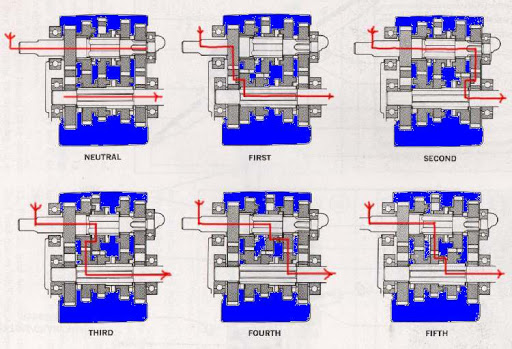 NEUTRAL
FIRST
SECOND
THIRD
FOURTH
FIFTH